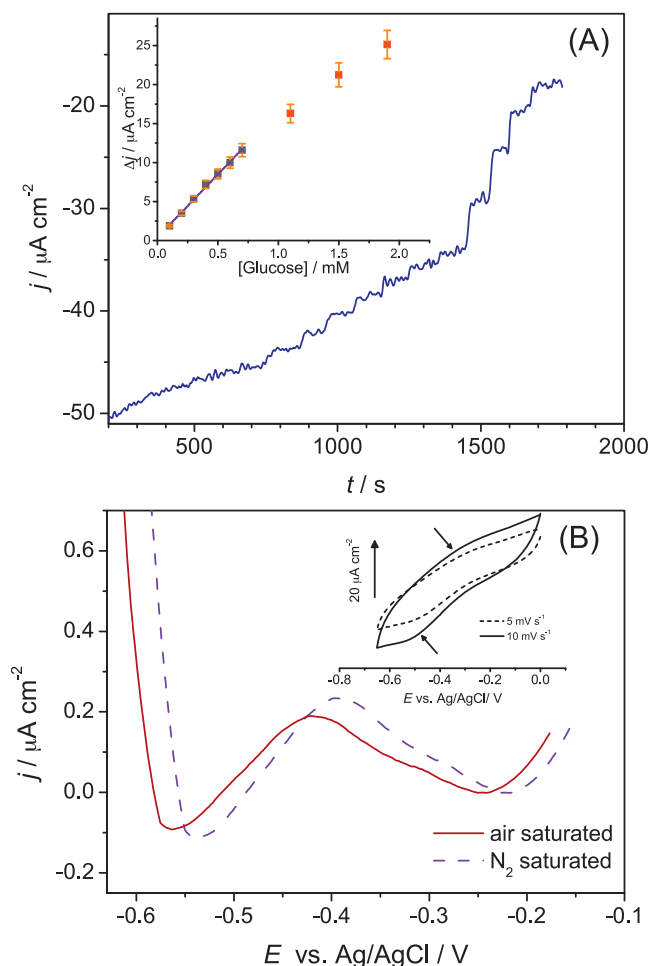 (A)
25
20
15
10
5
0
Δj / μA cm⁻²
0.0 0.5 1.0 1.5 2.0
[Glucose] / mM
-20
-30
-40
-50
j / μA cm⁻²
500 1000 1500 2000
t / s
(B)
0.6
0.4
0.2
0.0
-0.2
j / μA cm⁻²
20 μA cm⁻²
5 mV s⁻¹
10 mV s⁻¹
-0.8 -0.6 -0.4 -0.2 0.0
E vs. Ag/AgCl/ V
air saturated
N₂ saturated
-0.6 -0.5 -0.4 -0.3 -0.2 -0.1
E vs. Ag/AgCl / V